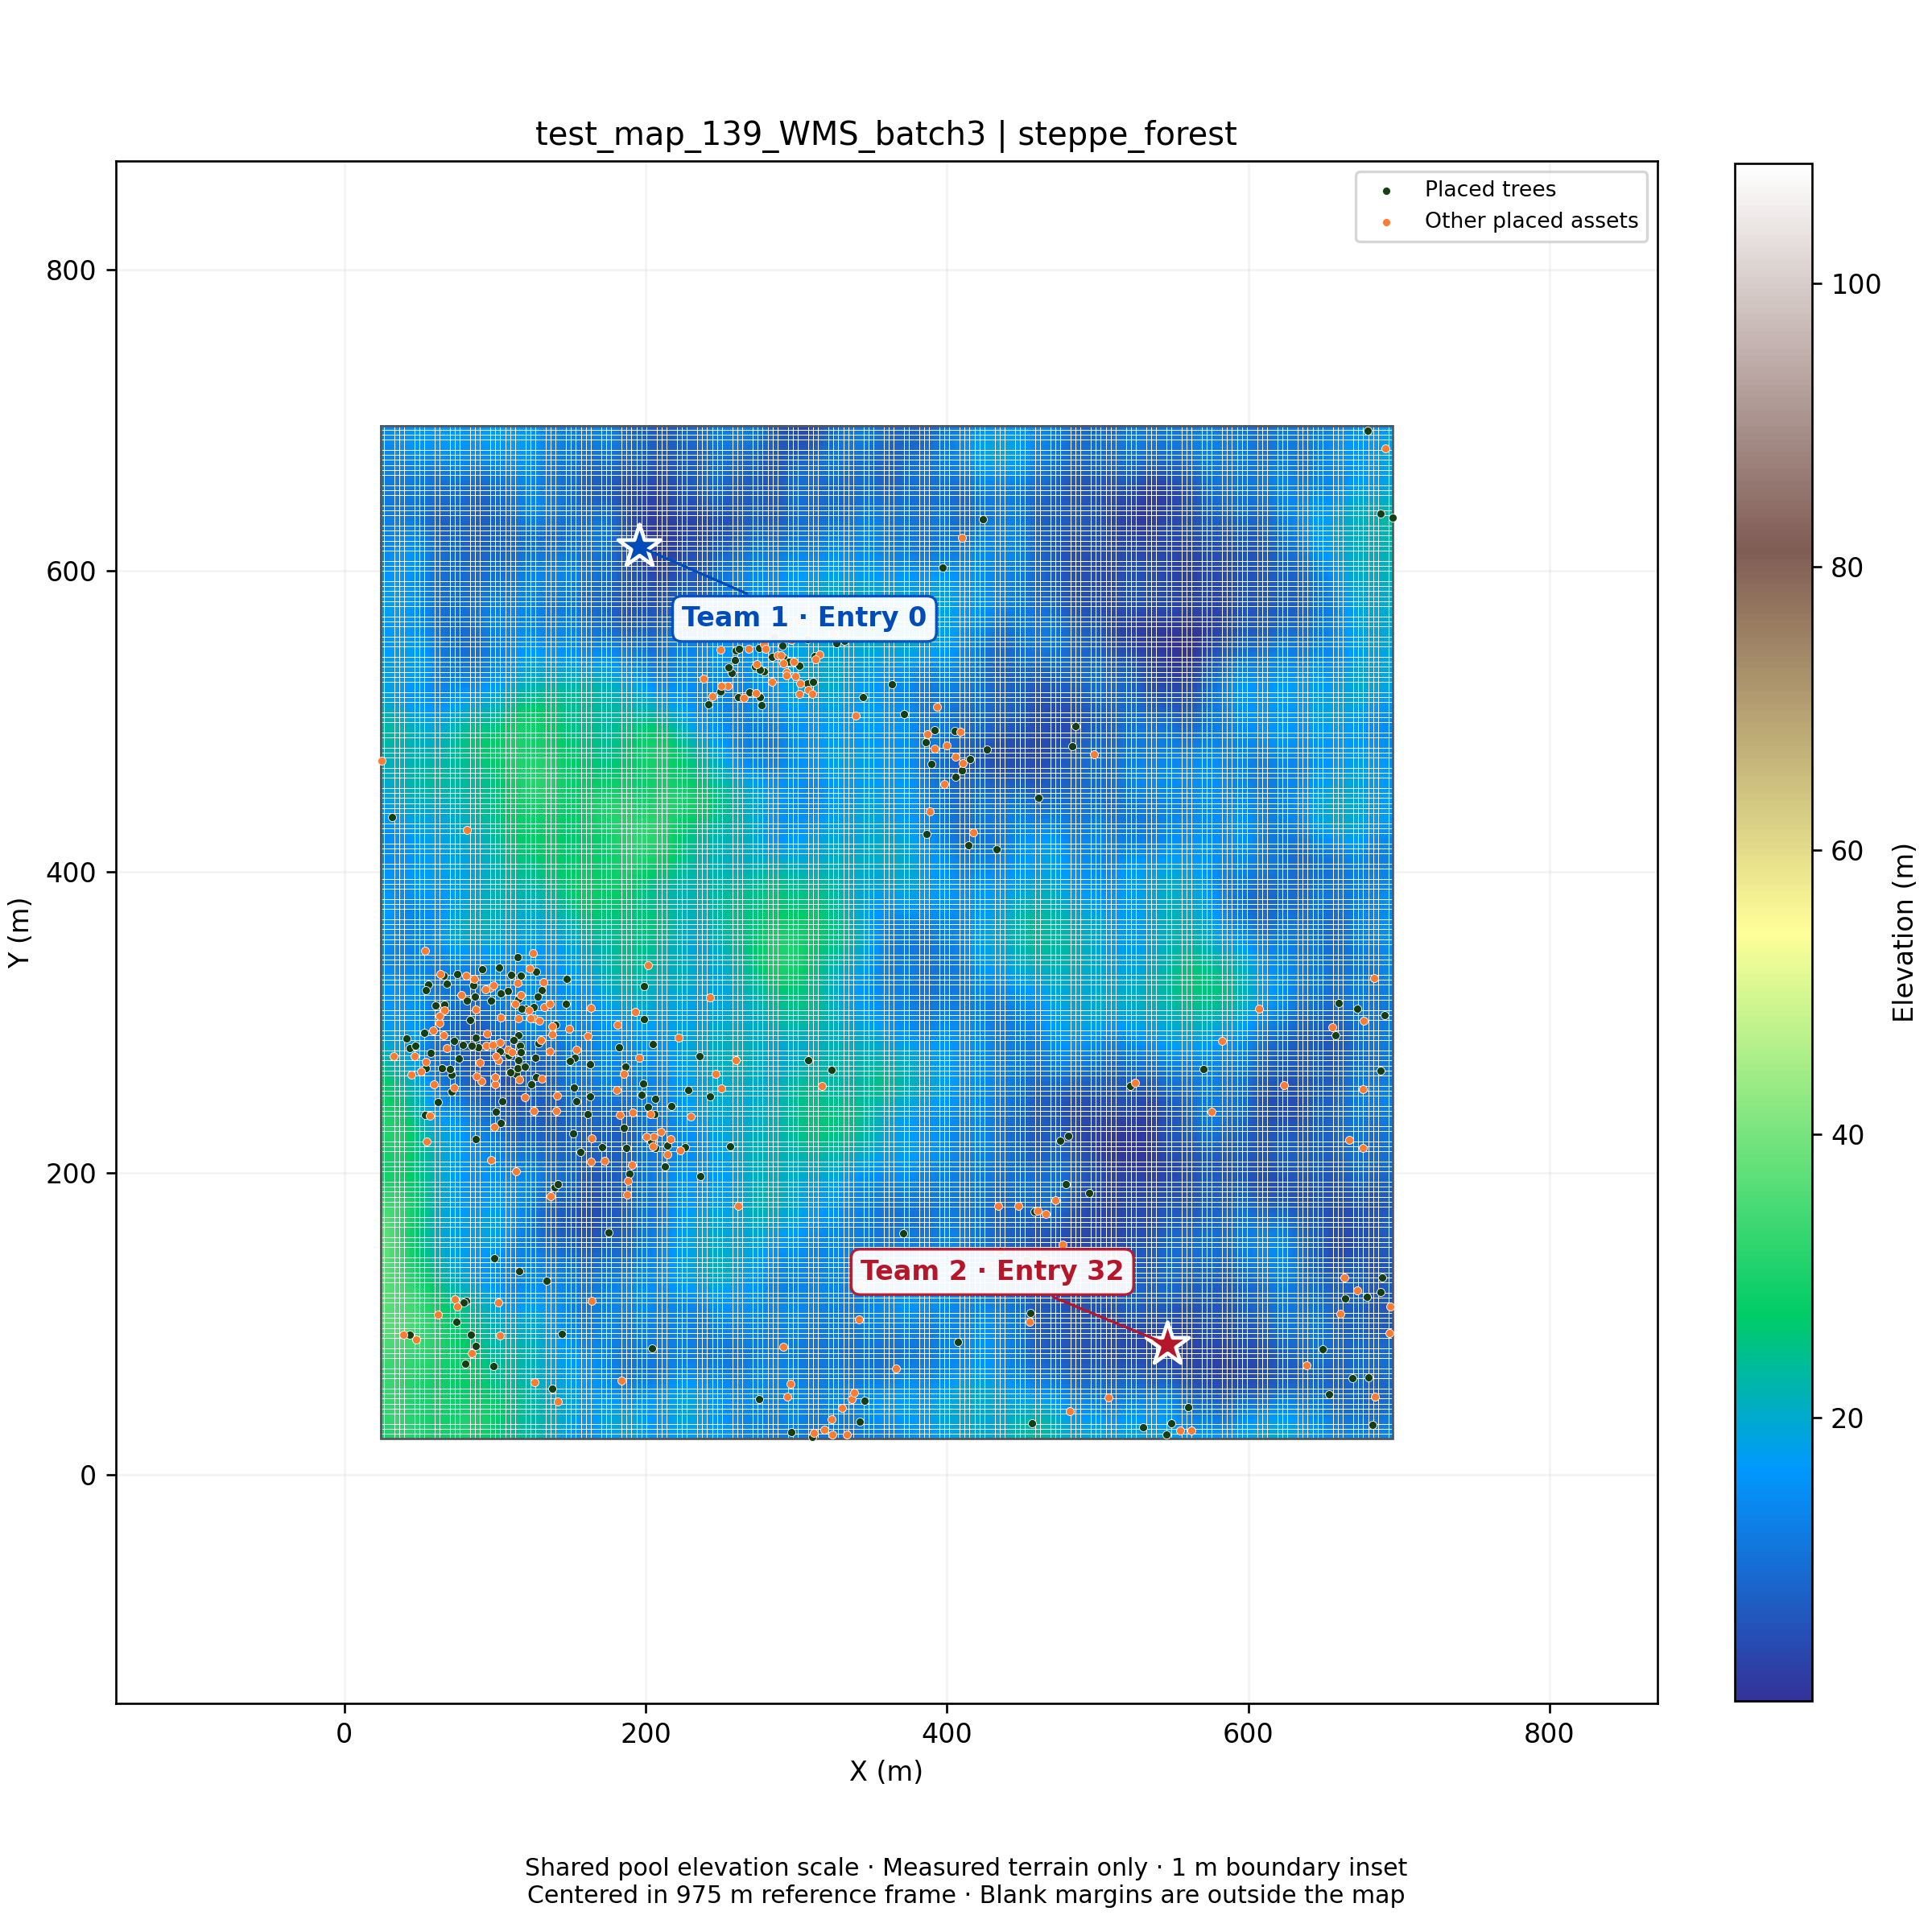 test_map_139_WMS_batch3 | steppe_forest
Placed trees
Other placed assets
Team 1 · Entry 0
Team 2 · Entry 32
800
600
400
200
0
Y (m)
0
200
400
600
800
X (m)
100
80
60
40
20
Elevation (m)
Shared pool elevation scale · Measured terrain only · 1 m boundary inset
Centered in 975 m reference frame · Blank margins are outside the map